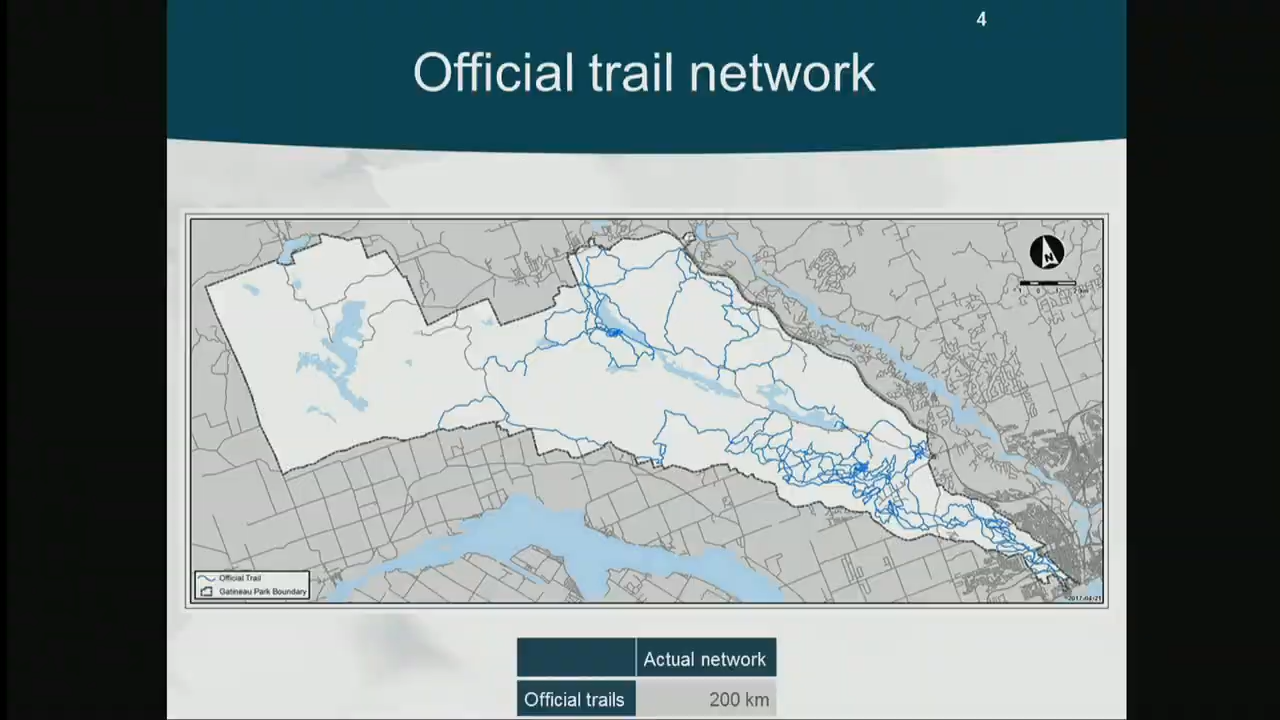 4
Official trail network
N
Official Trail
Gatineau Park Boundary
2017-04-21
Actual network
Official trails 200 km